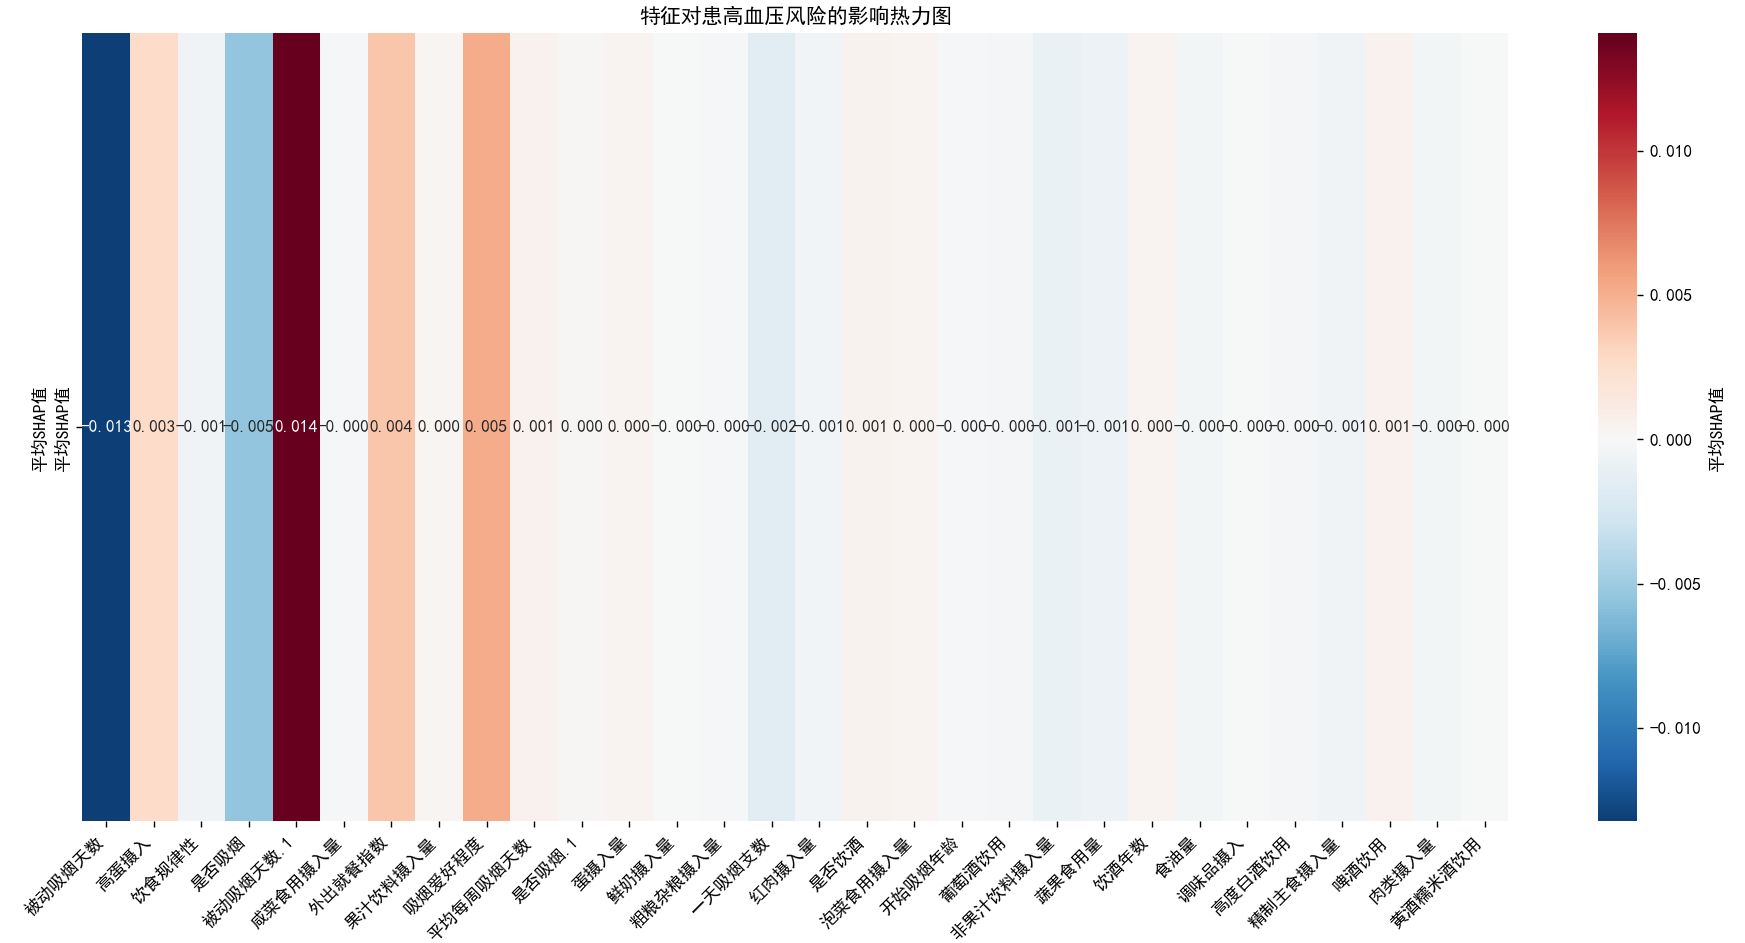 特征对患高血压风险的影响热力图
平均SHAP值
平均SHAP值
−0.013 0.003 −0.001 −0.005 0.014 −0.000 0.004 0.000 0.005 0.001 0.000 0.000 −0.000 −0.000 −0.002 −0.001 0.001 0.000 −0.000 −0.000 −0.001 −0.001 0.000 −0.000 −0.000 −0.000 −0.001 0.001 −0.000 −0.000
被动吸烟天数
高蛋摄入
饮食规律性
是否吸烟
被动吸烟天数.1
咸菜食用摄入量
外出就餐指数
果汁饮料摄入量
吸烟爱好程度
平均每周吸烟天数
是否吸烟.1
蛋摄入量
鲜奶摄入量
粗粮杂粮摄入量
一天吸烟支数
红肉摄入量
是否饮酒
泡菜食用摄入量
开始吸烟年龄
葡萄酒饮用
非果汁饮料摄入量
蔬果食用量
饮酒年数
食油量
调味品摄入
高度白酒饮用
精制主食摄入量
啤酒饮用
肉类摄入量
黄酒糯米酒饮用
0.010
0.005
0.000
−0.005
−0.010
平均SHAP值